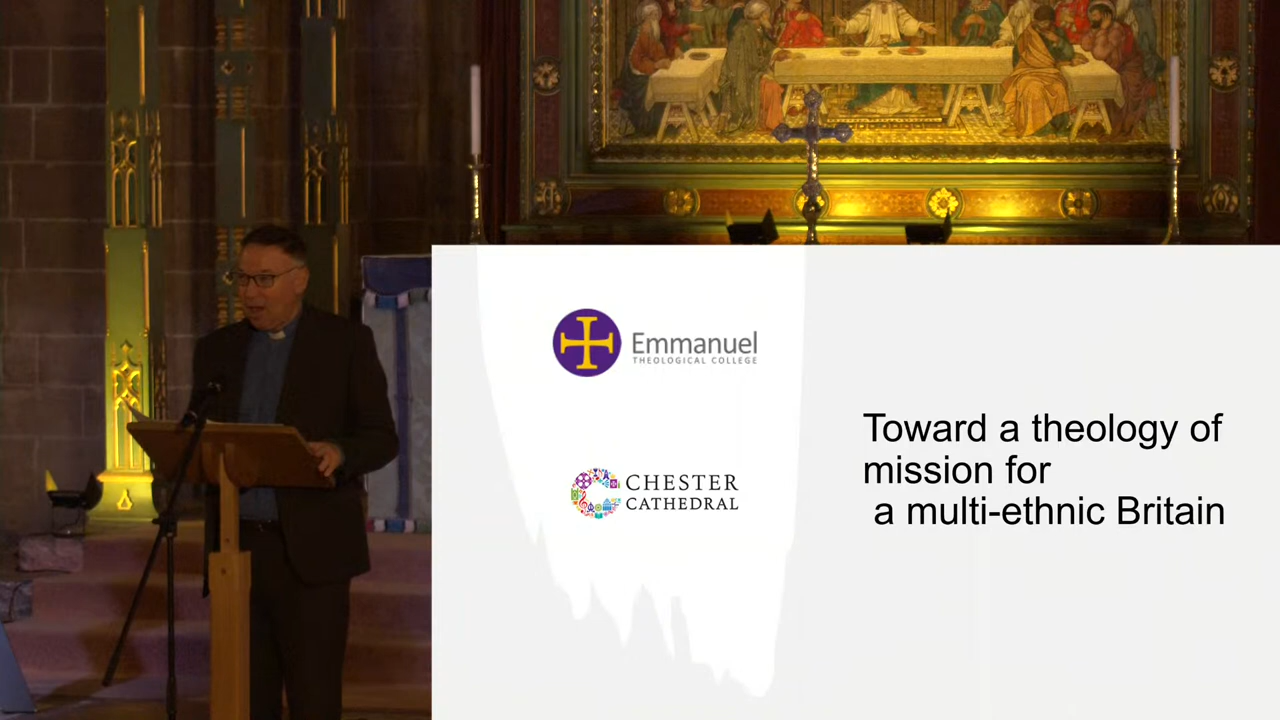 Emmanuel
THEOLOGICAL COLLEGE
CHESTER
CATHEDRAL
Toward a theology of
mission for
a multi-ethnic Britain